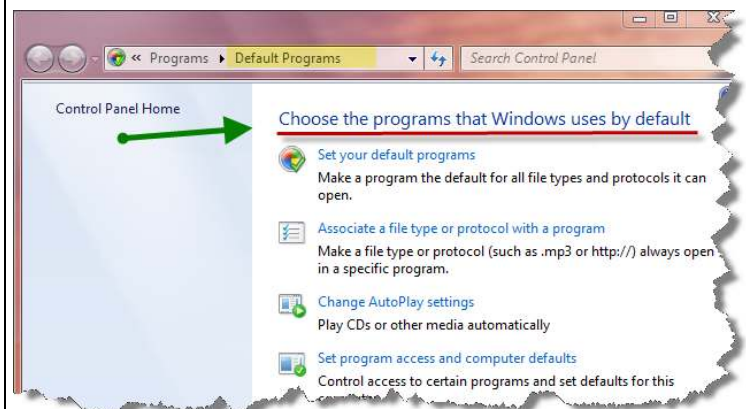 « Programs ▸ Default Programs
Search Control Panel
Control Panel Home
Choose the programs that Windows uses by default
Set your default programs
Make a program the default for all file types and protocols it can
open.
Associate a file type or protocol with a program
Make a file type or protocol (such as .mp3 or http://) always open
in a specific program.
Change AutoPlay settings
Play CDs or other media automatically
Set program access and computer defaults
Control access to certain programs and set defaults for this